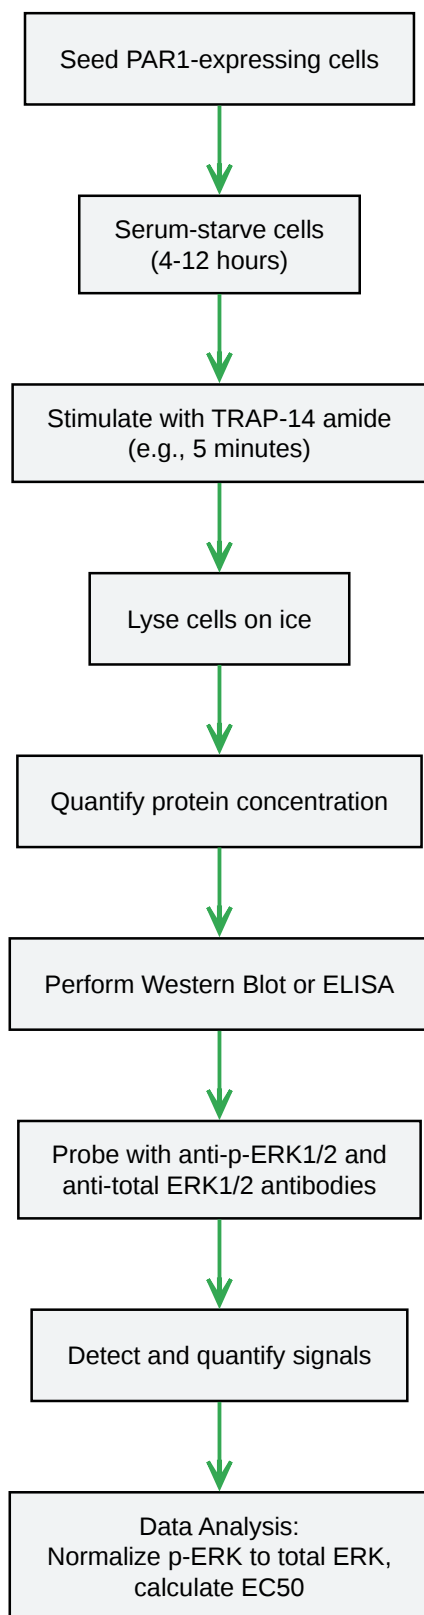 Seed PAR1-expressing cells
Serum-starve cells
(4-12 hours)
Stimulate with TRAP-14 amide
(e.g., 5 minutes)
Lyse cells on ice
Quantify protein concentration
Perform Western Blot or ELISA
Probe with anti-p-ERK1/2 and
anti-total ERK1/2 antibodies
Detect and quantify signals
Data Analysis:
Normalize p-ERK to total ERK,
calculate EC50